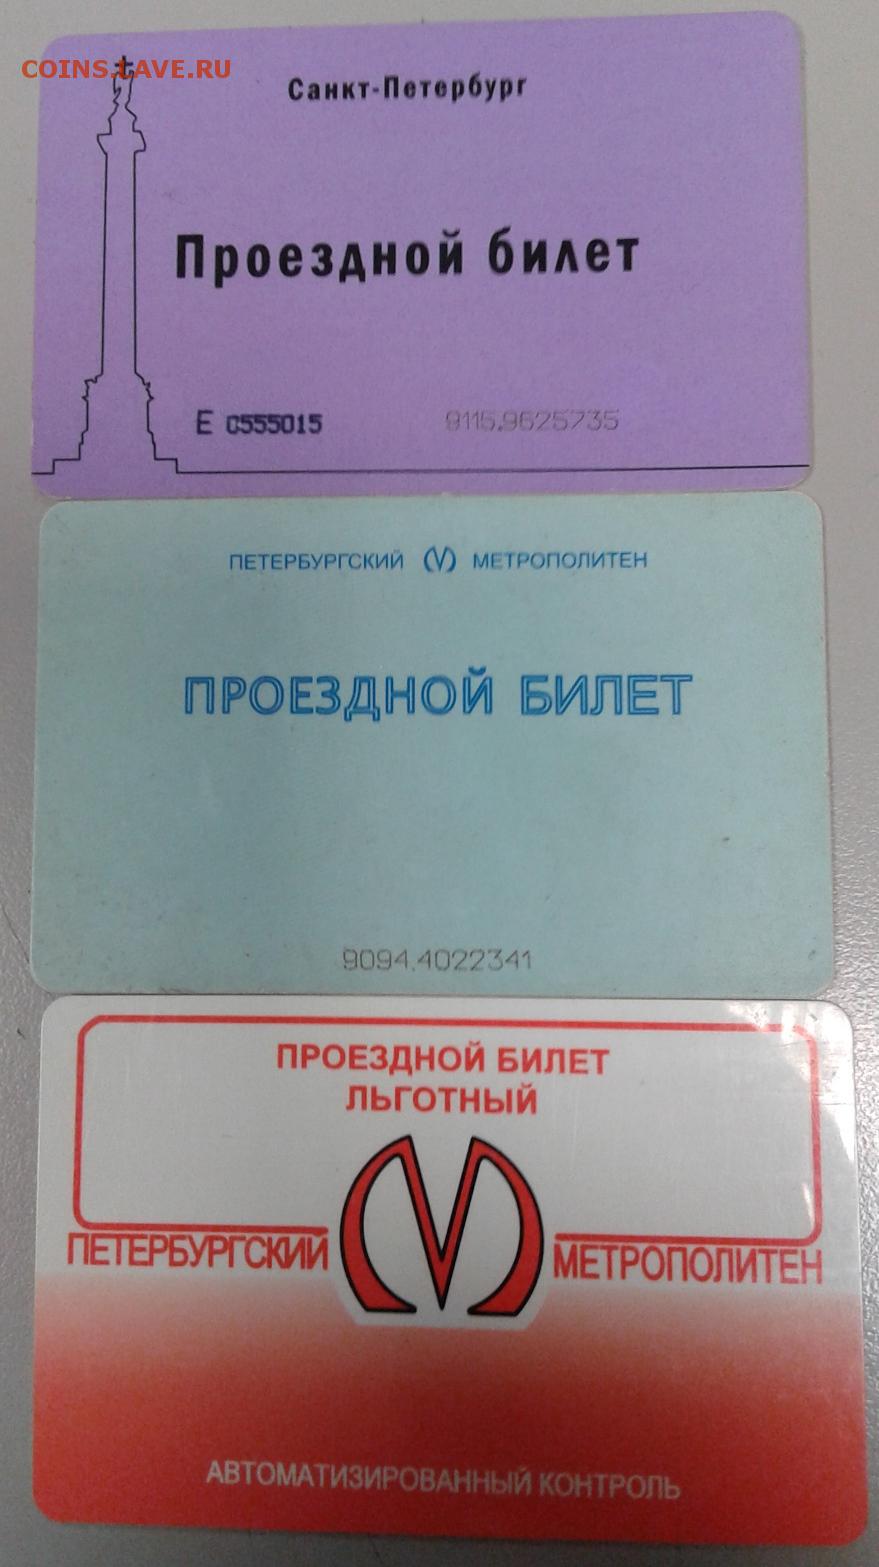 COINS.LAVE.RU
Санкт-Петербург
Проездной билет
Е 0555015 9115.9625735
ПЕТЕРБУРГСКИЙ М МЕТРОПОЛИТЕН
ПРОЕЗДНОЙ БИЛЕТ
9094.4022341
ПРОЕЗДНОЙ БИЛЕТ
ЛЬГОТНЫЙ
ПЕТЕРБУРГСКИЙ М МЕТРОПОЛИТЕН
АВТОМАТИЗИРОВАННЫЙ КОНТРОЛЬ